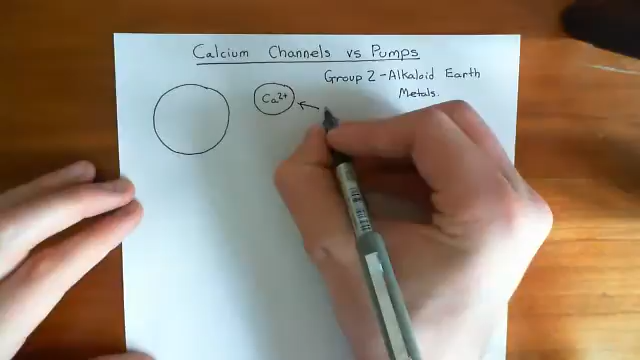 Calcium Channels vs Pumps
Group 2 - Alkaloid Earth
Metals.
Ca2+